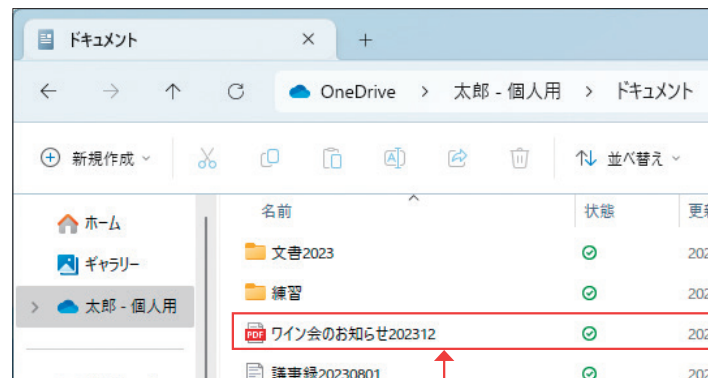 ドキュメント
OneDrive > 太郎 - 個人用 > ドキュメント
新規作成 並べ替え
名前 状態
ホーム
文書2023
ギャラリー
練習
太郎 - 個人用
PDF ワイン会のお知らせ202312
議事録20230801